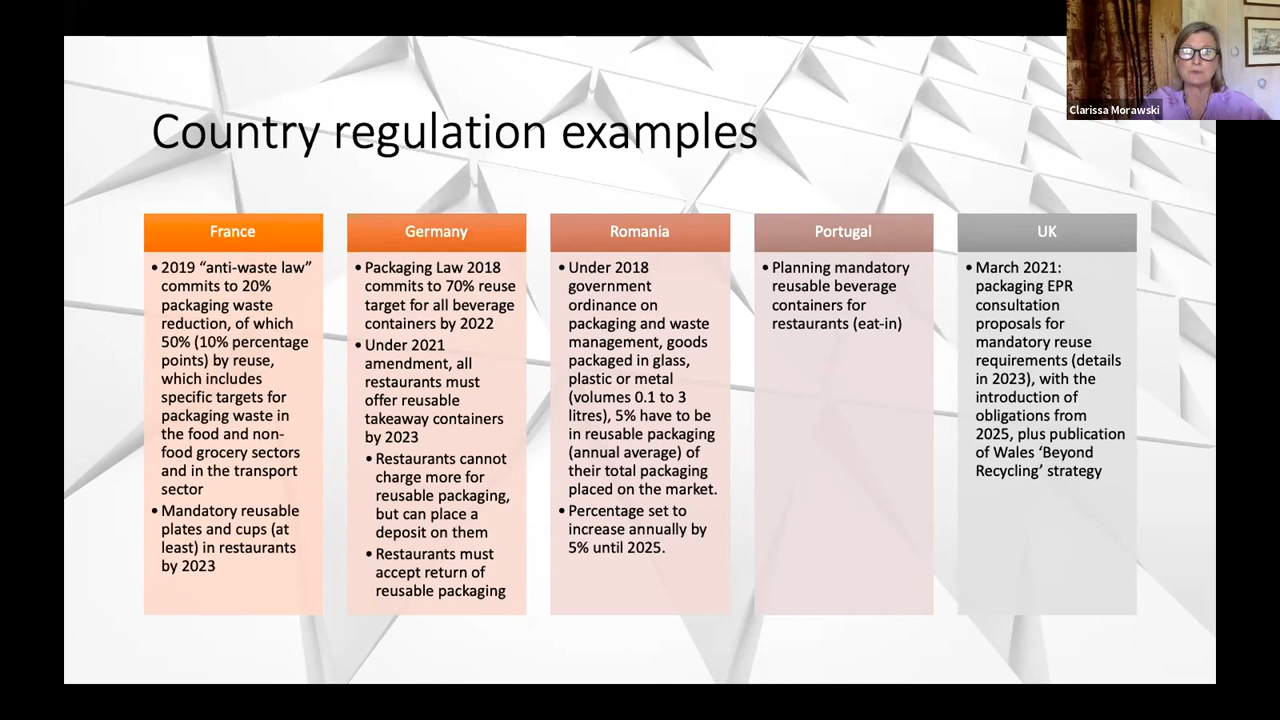 Clarissa Morawski
Country regulation examples
France
• 2019 “anti-waste law”
commits to 20%
packaging waste
reduction, of which
50% (10% percentage
points) by reuse,
which includes
specific targets for
packaging waste in
the food and non-
food grocery sectors
and in the transport
sector
• Mandatory reusable
plates and cups (at
least) in restaurants
by 2023
Germany
• Packaging Law 2018
commits to 70% reuse
target for all beverage
containers by 2022
• Under 2021
amendment, all
restaurants must
offer reusable
takeaway containers
by 2023
• Restaurants cannot
charge more for
reusable packaging,
but can place a
deposit on them
• Restaurants must
accept return of
reusable packaging
Romania
• Under 2018
government
ordinance on
packaging and waste
management, goods
packaged in glass,
plastic or metal
(volumes 0.1 to 3
litres), 5% have to be
in reusable packaging
(annual average) of
their total packaging
placed on the market.
• Percentage set to
increase annually by
5% until 2025.
Portugal
• Planning mandatory
reusable beverage
containers for
restaurants (eat-in)
UK
• March 2021:
packaging EPR
consultation
proposals for
mandatory reuse
requirements (details
in 2023), with the
introduction of
obligations from
2025, plus publication
of Wales ‘Beyond
Recycling’ strategy